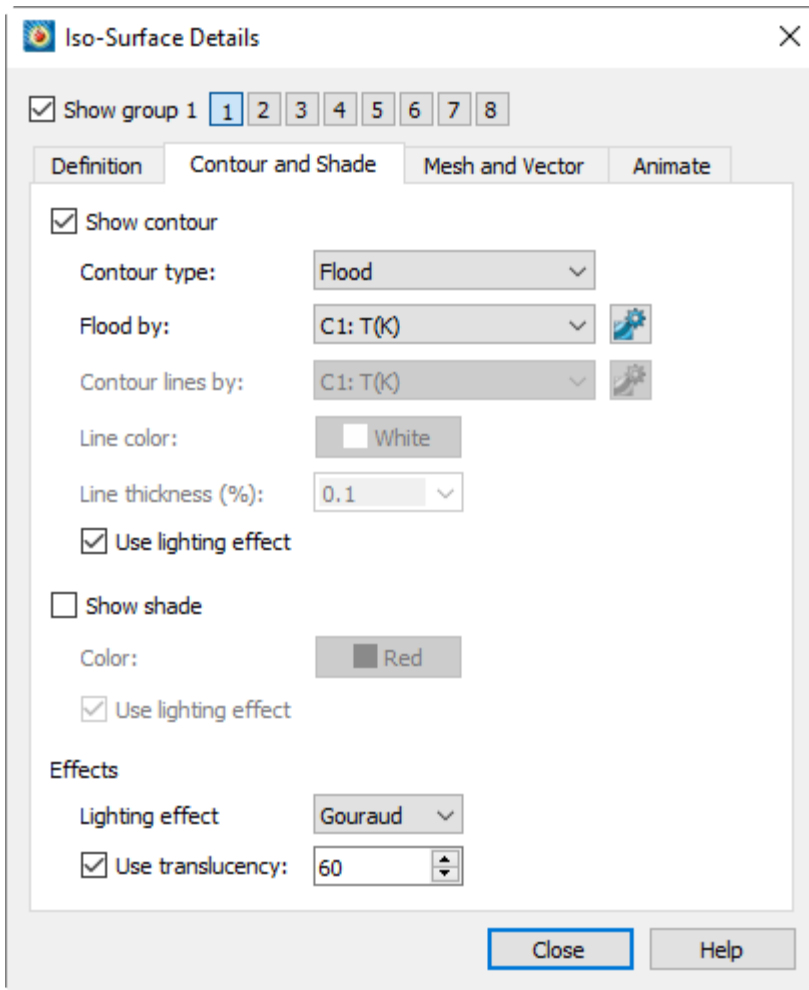 Iso-Surface Details
Show group 1 1 2 3 4 5 6 7 8
Definition Contour and Shade Mesh and Vector Animate
Show contour
Contour type: Flood
Flood by: C1: T(K)
Contour lines by: C1: T(K)
Line color: White
Line thickness (%): 0.1
Use lighting effect
Show shade
Color: Red
Use lighting effect
Effects
Lighting effect Gouraud
Use translucency: 60
Close Help